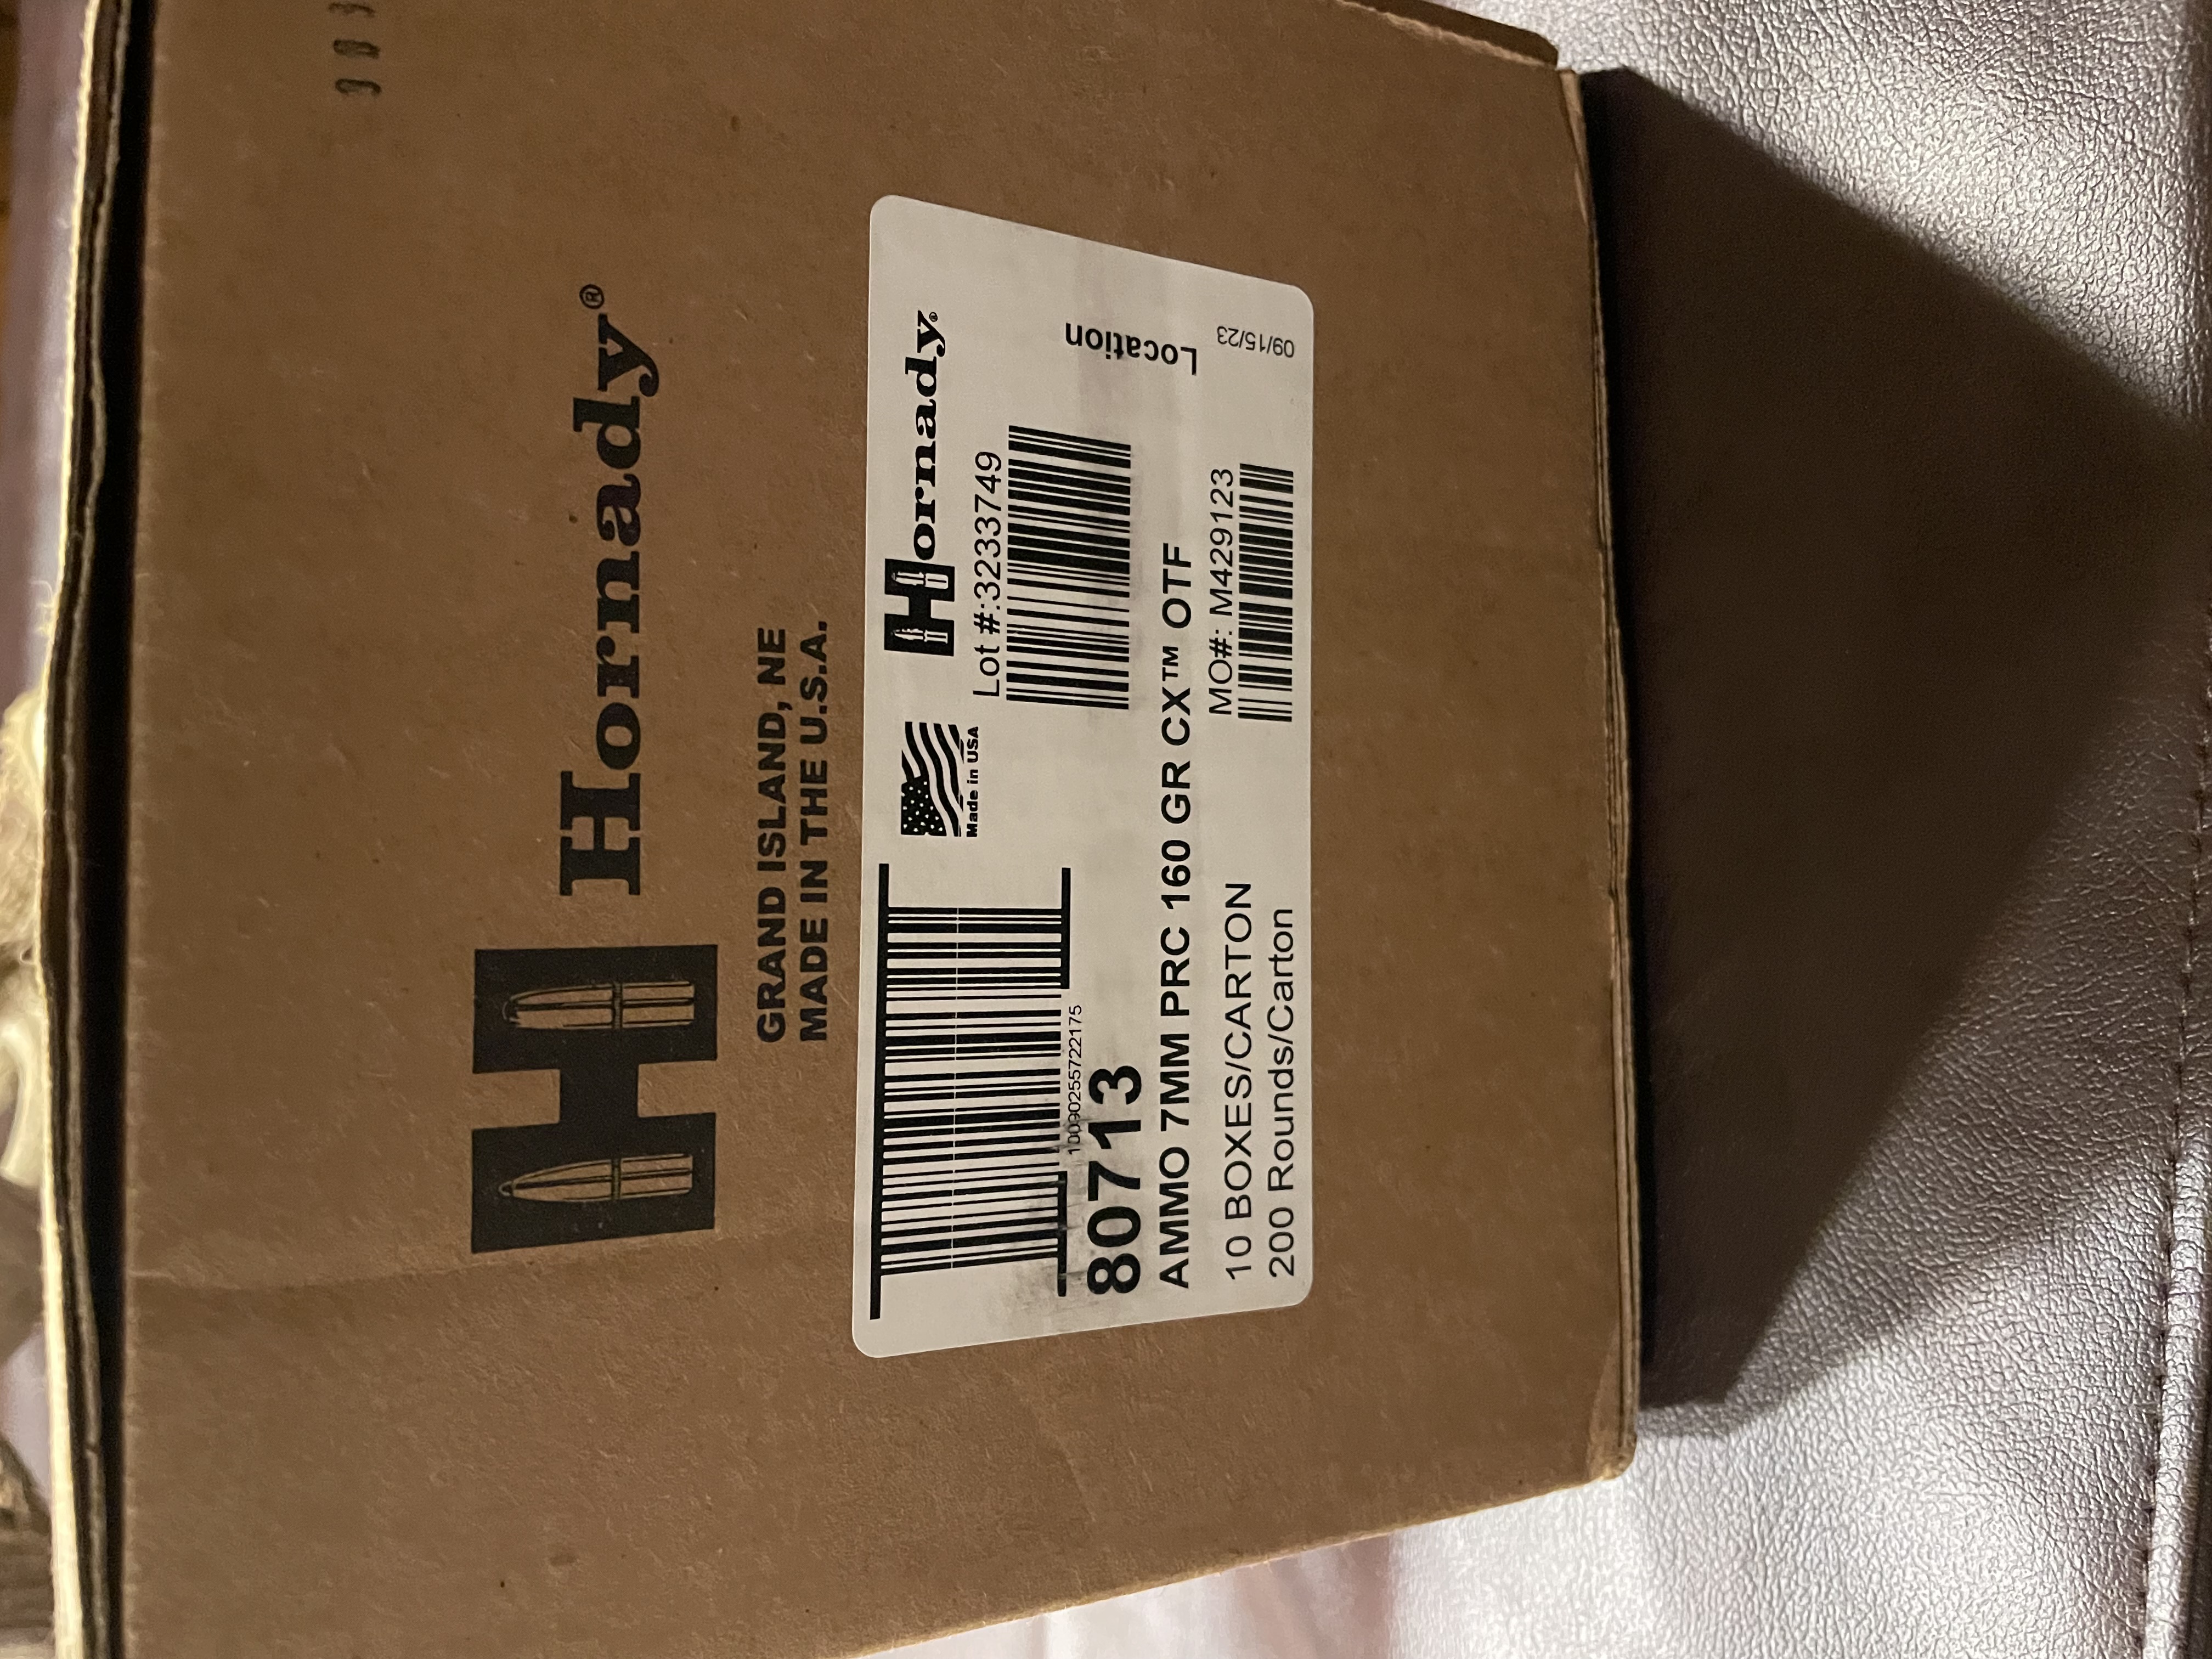 Hornady®
GRAND ISLAND, NE
MADE IN THE U.S.A.
Made in USA
Hornady®
Lot #:3233749
10090255722175
80713
AMMO 7MM PRC 160 GR CX™ OTF
10 BOXES/CARTON
200 Rounds/Carton
MO#: M429123
Location
09/15/23